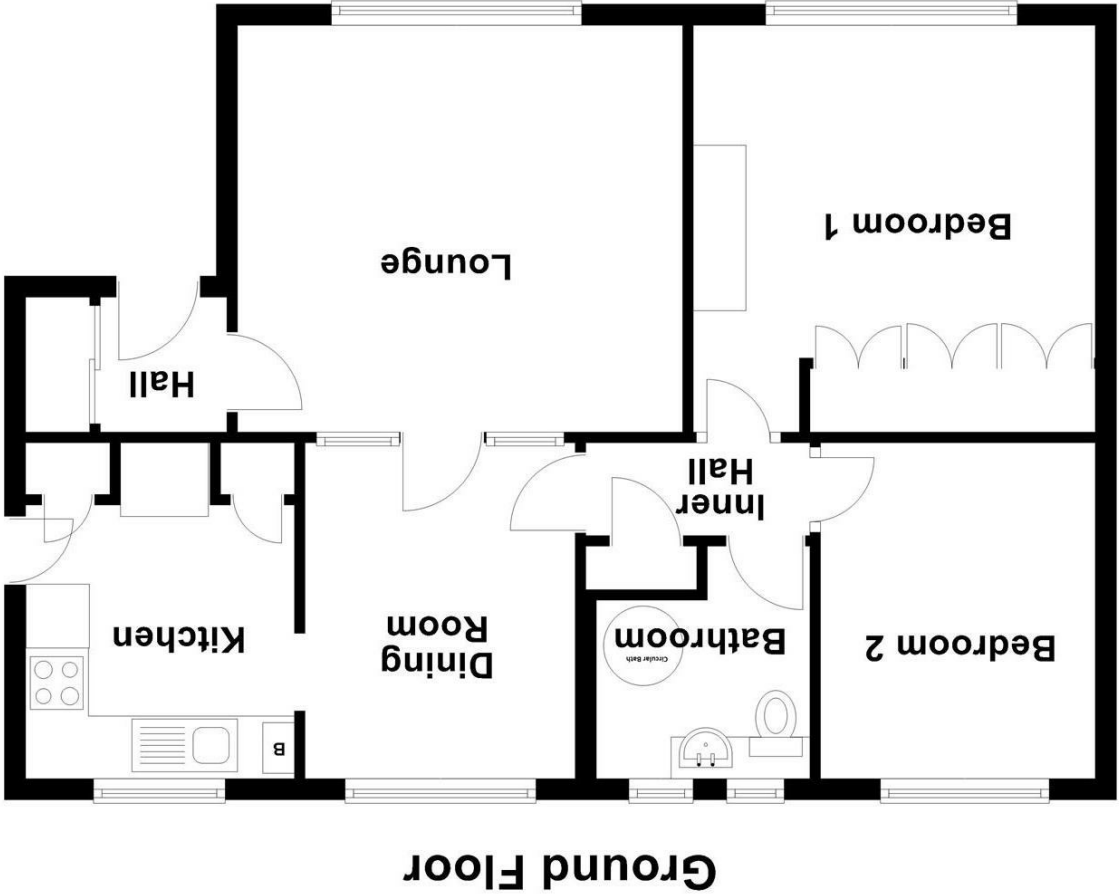 Ground Floor
Bedroom 2
Bathroom
Circular Bath
Dining
Room
Kitchen
B
Inner
Hall
Hall
Bedroom 1
Lounge